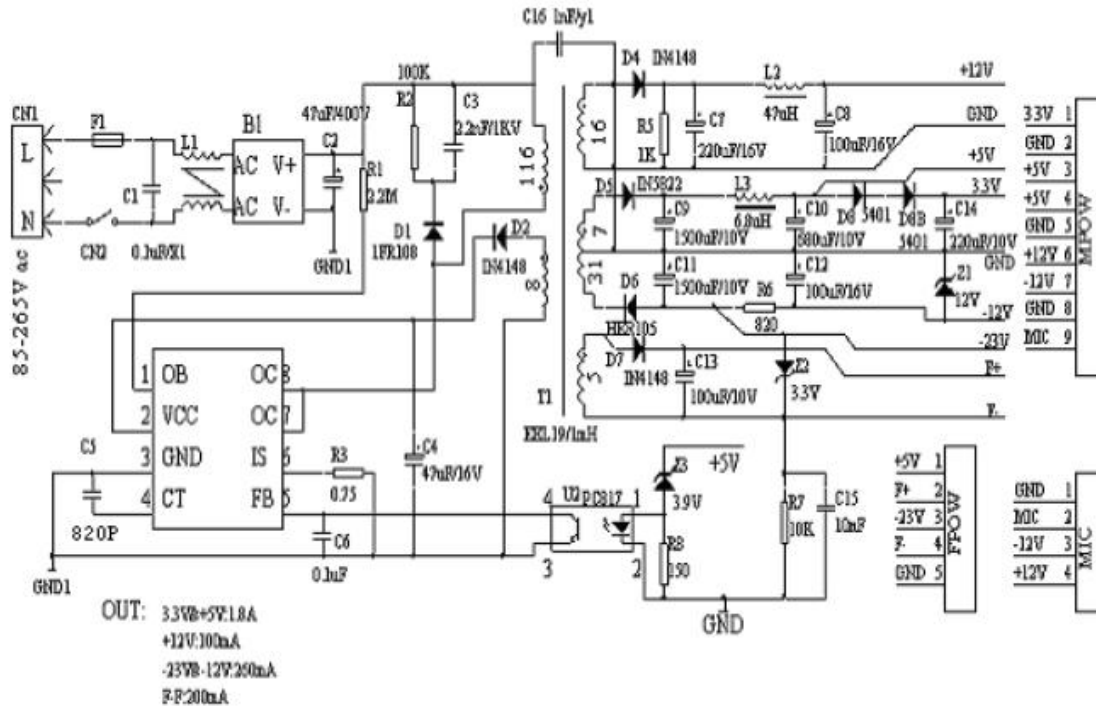 C16 1nF/y1
D4 IN4148
100K
47uF/400V
R2
C3
2.2nF/1KV
L2
47uH
+12V
CN1
F1
L1
B1
C2
L
AC V+
AC V-
N
C1
0.1uF/X1
CN2
R1
2.2M
GND1
85-265V ac
D1
1FR108
D2
IN4148
116
8
16
R5
1K
C7
220uF/16V
C8
100uF/16V
GND
+5V
D5
IN5822
L3
6.8uH
3.3V
7
31
C9
1500uF/10V
C10
680uF/10V
D8
5401
D8B
5401
C14
220uF/10V
GND
C11
1500uF/10V
C12
100uF/16V
Z1
12V
D6
HER105
R6
820
-12V
-23V
D7
IN4148
5
C13
100uF/10V
Z2
3.3V
F+
F-
T1
EEL19/1mH
3.3V 1
GND 2
+5V 3
+5V 4
GND 5
+12V 6
-12V 7
GND 8
MIC 9
MPOW
1 OB OC 8
2 VCC OC 7
3 GND IS 6
4 CT FB 5
C5
820P
R3
0.75
C4
47uF/16V
C6
0.1uF
GND1
U2
PC817
4
1
3
2
Z3
3.9V
+5V
R8
150
R7
10K
C15
10nF
GND
+5V 1
F+ 2
-23V 3
F- 4
GND 5
FPOW
GND 1
MIC 2
-12V 3
+12V 4
MIC
OUT: 3.3V&+5V:1.8A
+12V:100mA
-23V&-12V:260mA
F-F:200mA